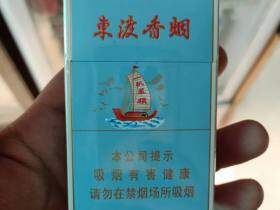 東渡香烟
本公司提示
吸烟有害健康
请勿在禁烟场所吸烟